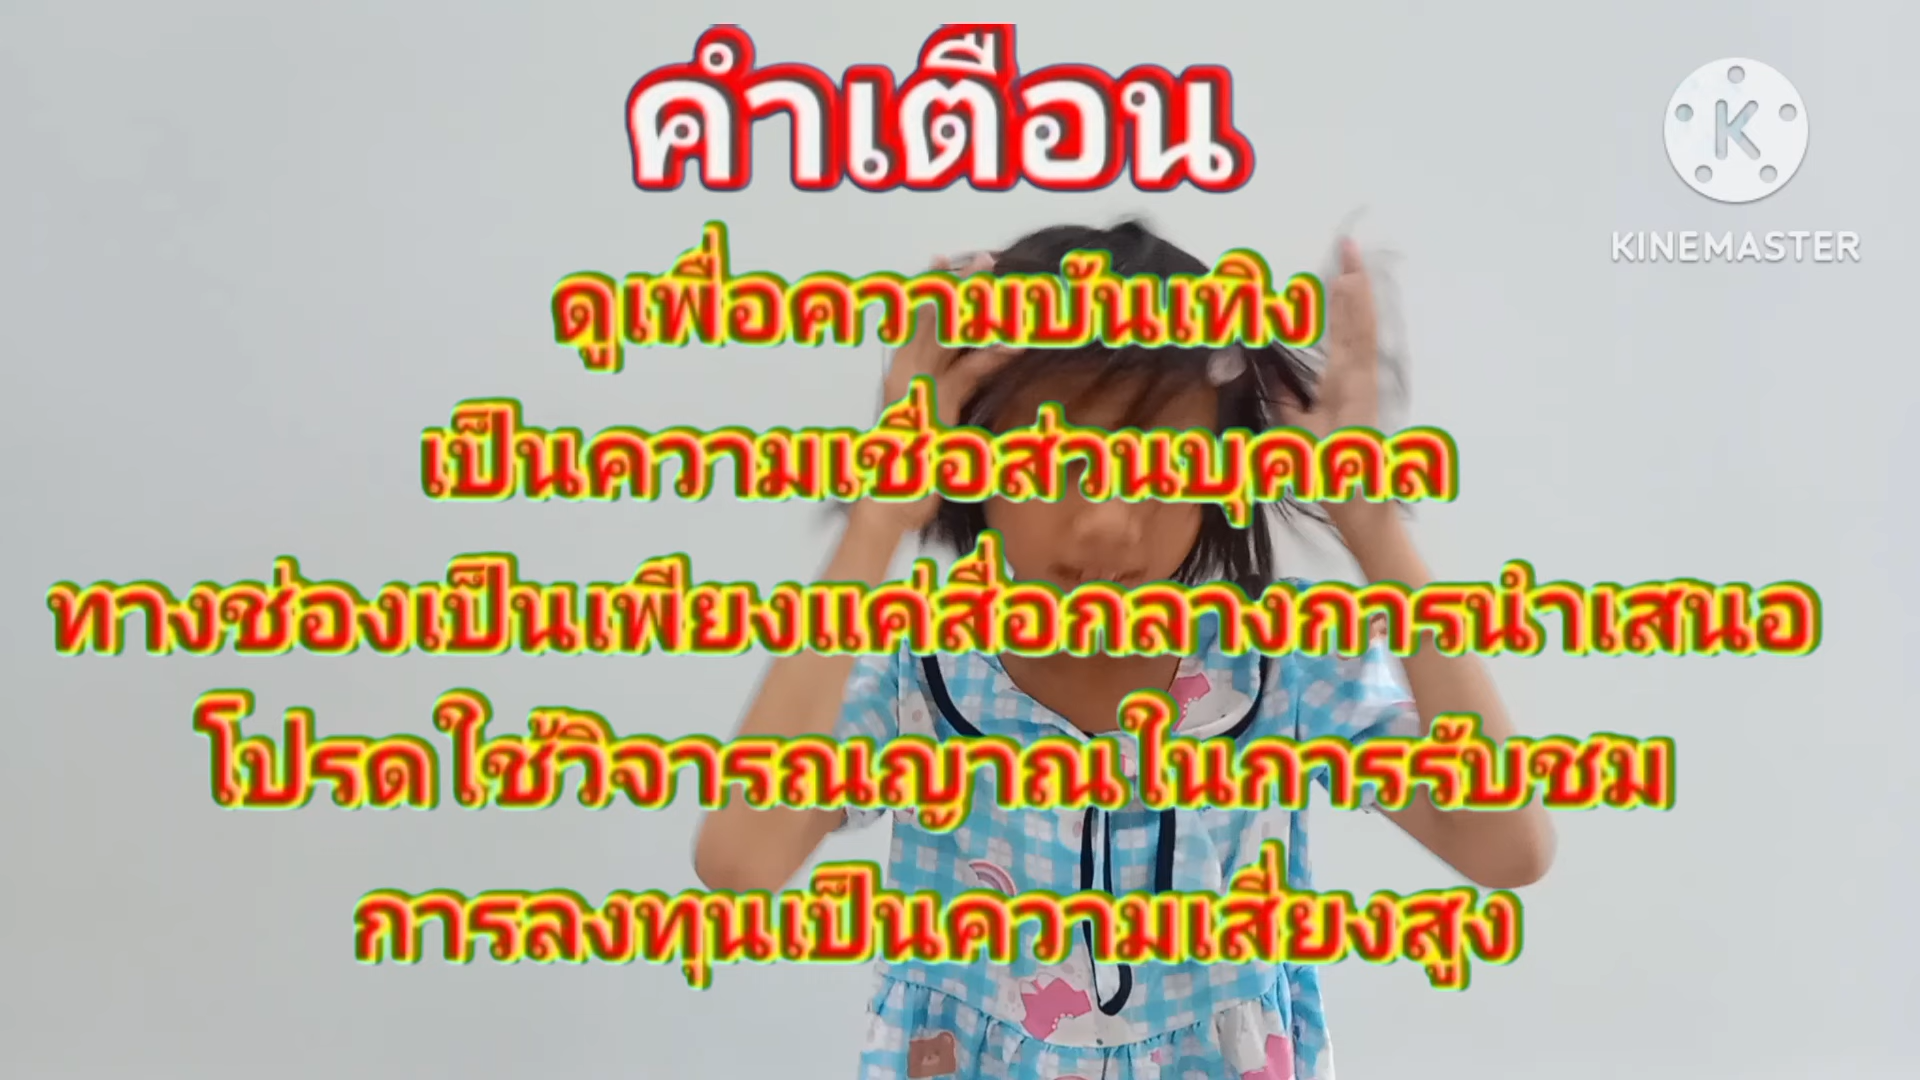 คำเตือน
KINEMASTER
ดูเพื่อความบันเทิง
เป็นความเชื่อส่วนบุคคล
ทางช่องเป็นเพียงแค่สื่อกลางการนำเสนอ
โปรดใช้วิจารณญาณในการรับชม
การลงทุนเป็นความเสี่ยงสูง